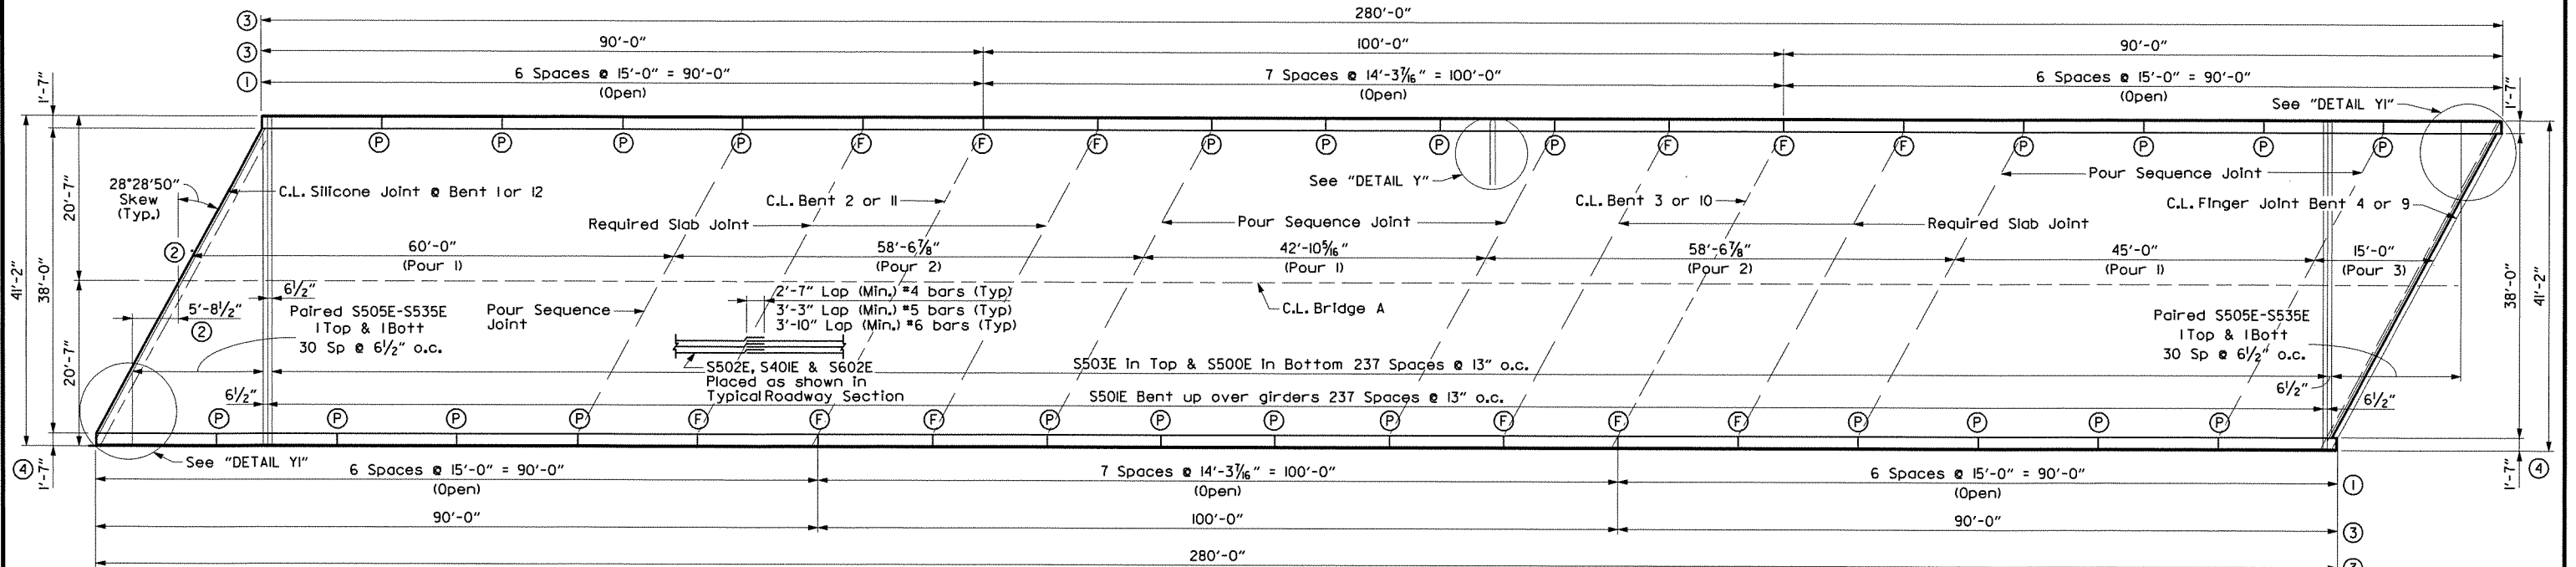 ③ 280'-0"
③ 90'-0" 100'-0" 90'-0"
① 6 Spaces @ 15'-0" = 90'-0" 7 Spaces @ 14'-3 7/16" = 100'-0" 6 Spaces @ 15'-0" = 90'-0"
(Open) (Open) (Open)
1'-7" 1'-7"
See "DETAIL Y1"
P P P P F F F P P P P F F F P P P P
See "DETAIL Y"
Pour Sequence Joint
28°28'50"
Skew
(Typ.)
C.L. Silicone Joint @ Bent 1 or 12
C.L. Bent 2 or 11
C.L. Bent 3 or 10
C.L. Finger Joint Bent 4 or 9
Required Slab Joint
Pour Sequence Joint
Required Slab Joint
41'-2" 38'-0" 20'-7" 20'-7"
38'-0" 41'-2"
② 60'-0" 58'-6 7/8" 42'-10 5/16" 58'-6 7/8" 45'-0" 15'-0"
(Pour 1) (Pour 2) (Pour 1) (Pour 2) (Pour 1) (Pour 3)
6 1/2"
5'-8 1/2"
②
Paired S505E-S535E
1 Top & 1 Bott
30 Sp @ 6 1/2" o.c.
Pour Sequence
Joint
2'-7" Lap (Min.) #4 bars (Typ)
3'-3" Lap (Min.) #5 bars (Typ)
3'-10" Lap (Min.) #6 bars (Typ)
C.L. Bridge A
Paired S505E-S535E
1 Top & 1 Bott
30 Sp @ 6 1/2" o.c.
S502E, S401E & S602E
Placed as shown in
Typical Roadway Section
S503E in Top & S500E in Bottom 237 Spaces @ 13" o.c.
6 1/2"
6 1/2" S501E Bent up over girders 237 Spaces @ 13" o.c. 6 1/2"
P P P P F F F P P P P F F F P P P P
See "DETAIL Y1"
④ 1'-7" 1'-7" ④
6 Spaces @ 15'-0" = 90'-0" 7 Spaces @ 14'-3 7/16" = 100'-0" 6 Spaces @ 15'-0" = 90'-0" ①
(Open) (Open) (Open)
90'-0" 100'-0" 90'-0" ③
280'-0" ③